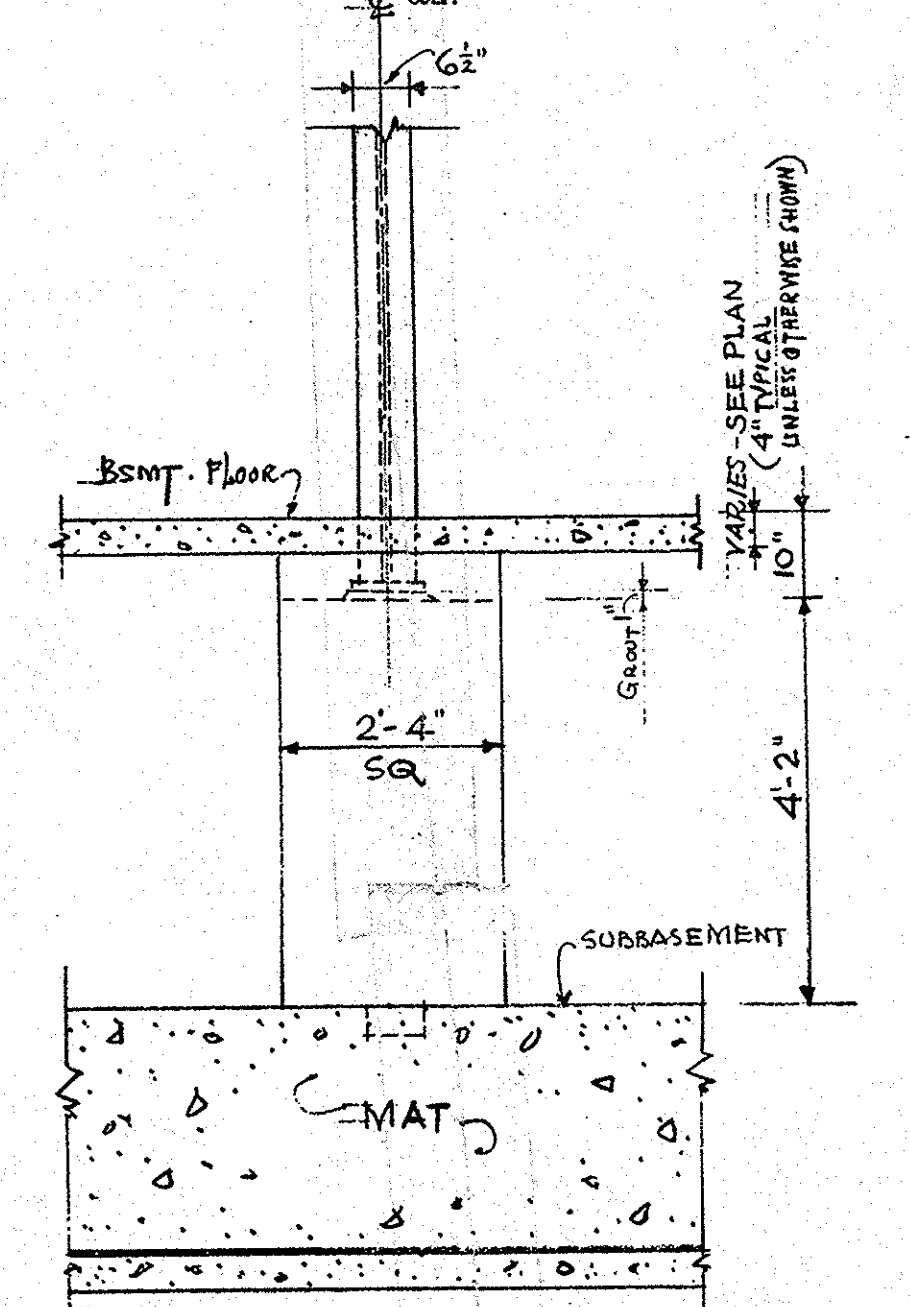 COL.
6½"
VARIES - SEE PLAN
(4" TYPICAL
UNLESS OTHERWISE SHOWN)
BSMT. FLOOR
10"
GROUT 1"
2'-4"
SQ
4'-2"
SUBBASEMENT
MAT